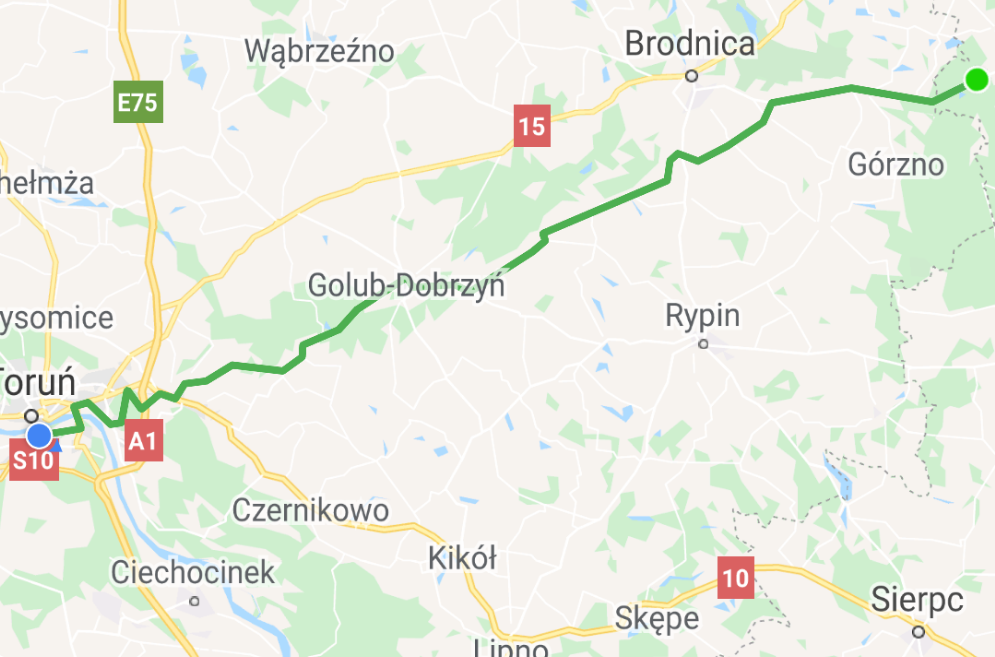 Brodnica
Wąbrzeźno
E75
15
Górzno
hełmża
Golub-Dobrzyń
ysomice
Rypin
Toruń
A1
S10
Czernikowo
Kikół
Ciechocinek
10
Sierpc
Skępe
Lipno